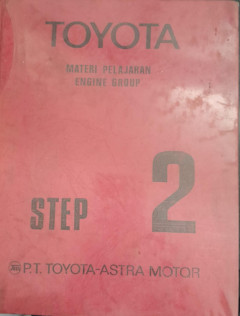 TOYOTA
MATERI PELAJARAN
ENGINE GROUP
STEP 2
P.T. TOYOTA-ASTRA MOTOR